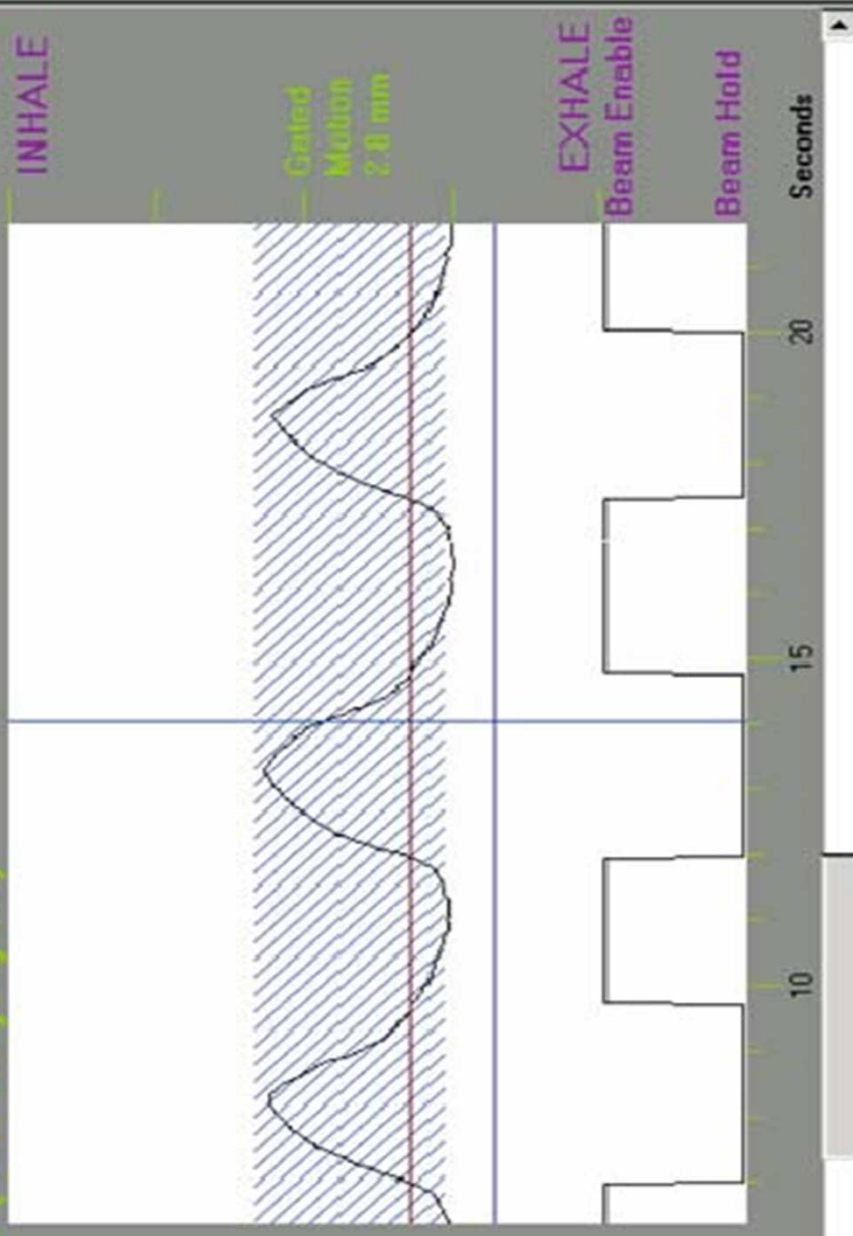 INHALE
Gated
Motion
2.8 mm
EXHALE
Beam Enable
Beam Hold
10
15
20
Seconds